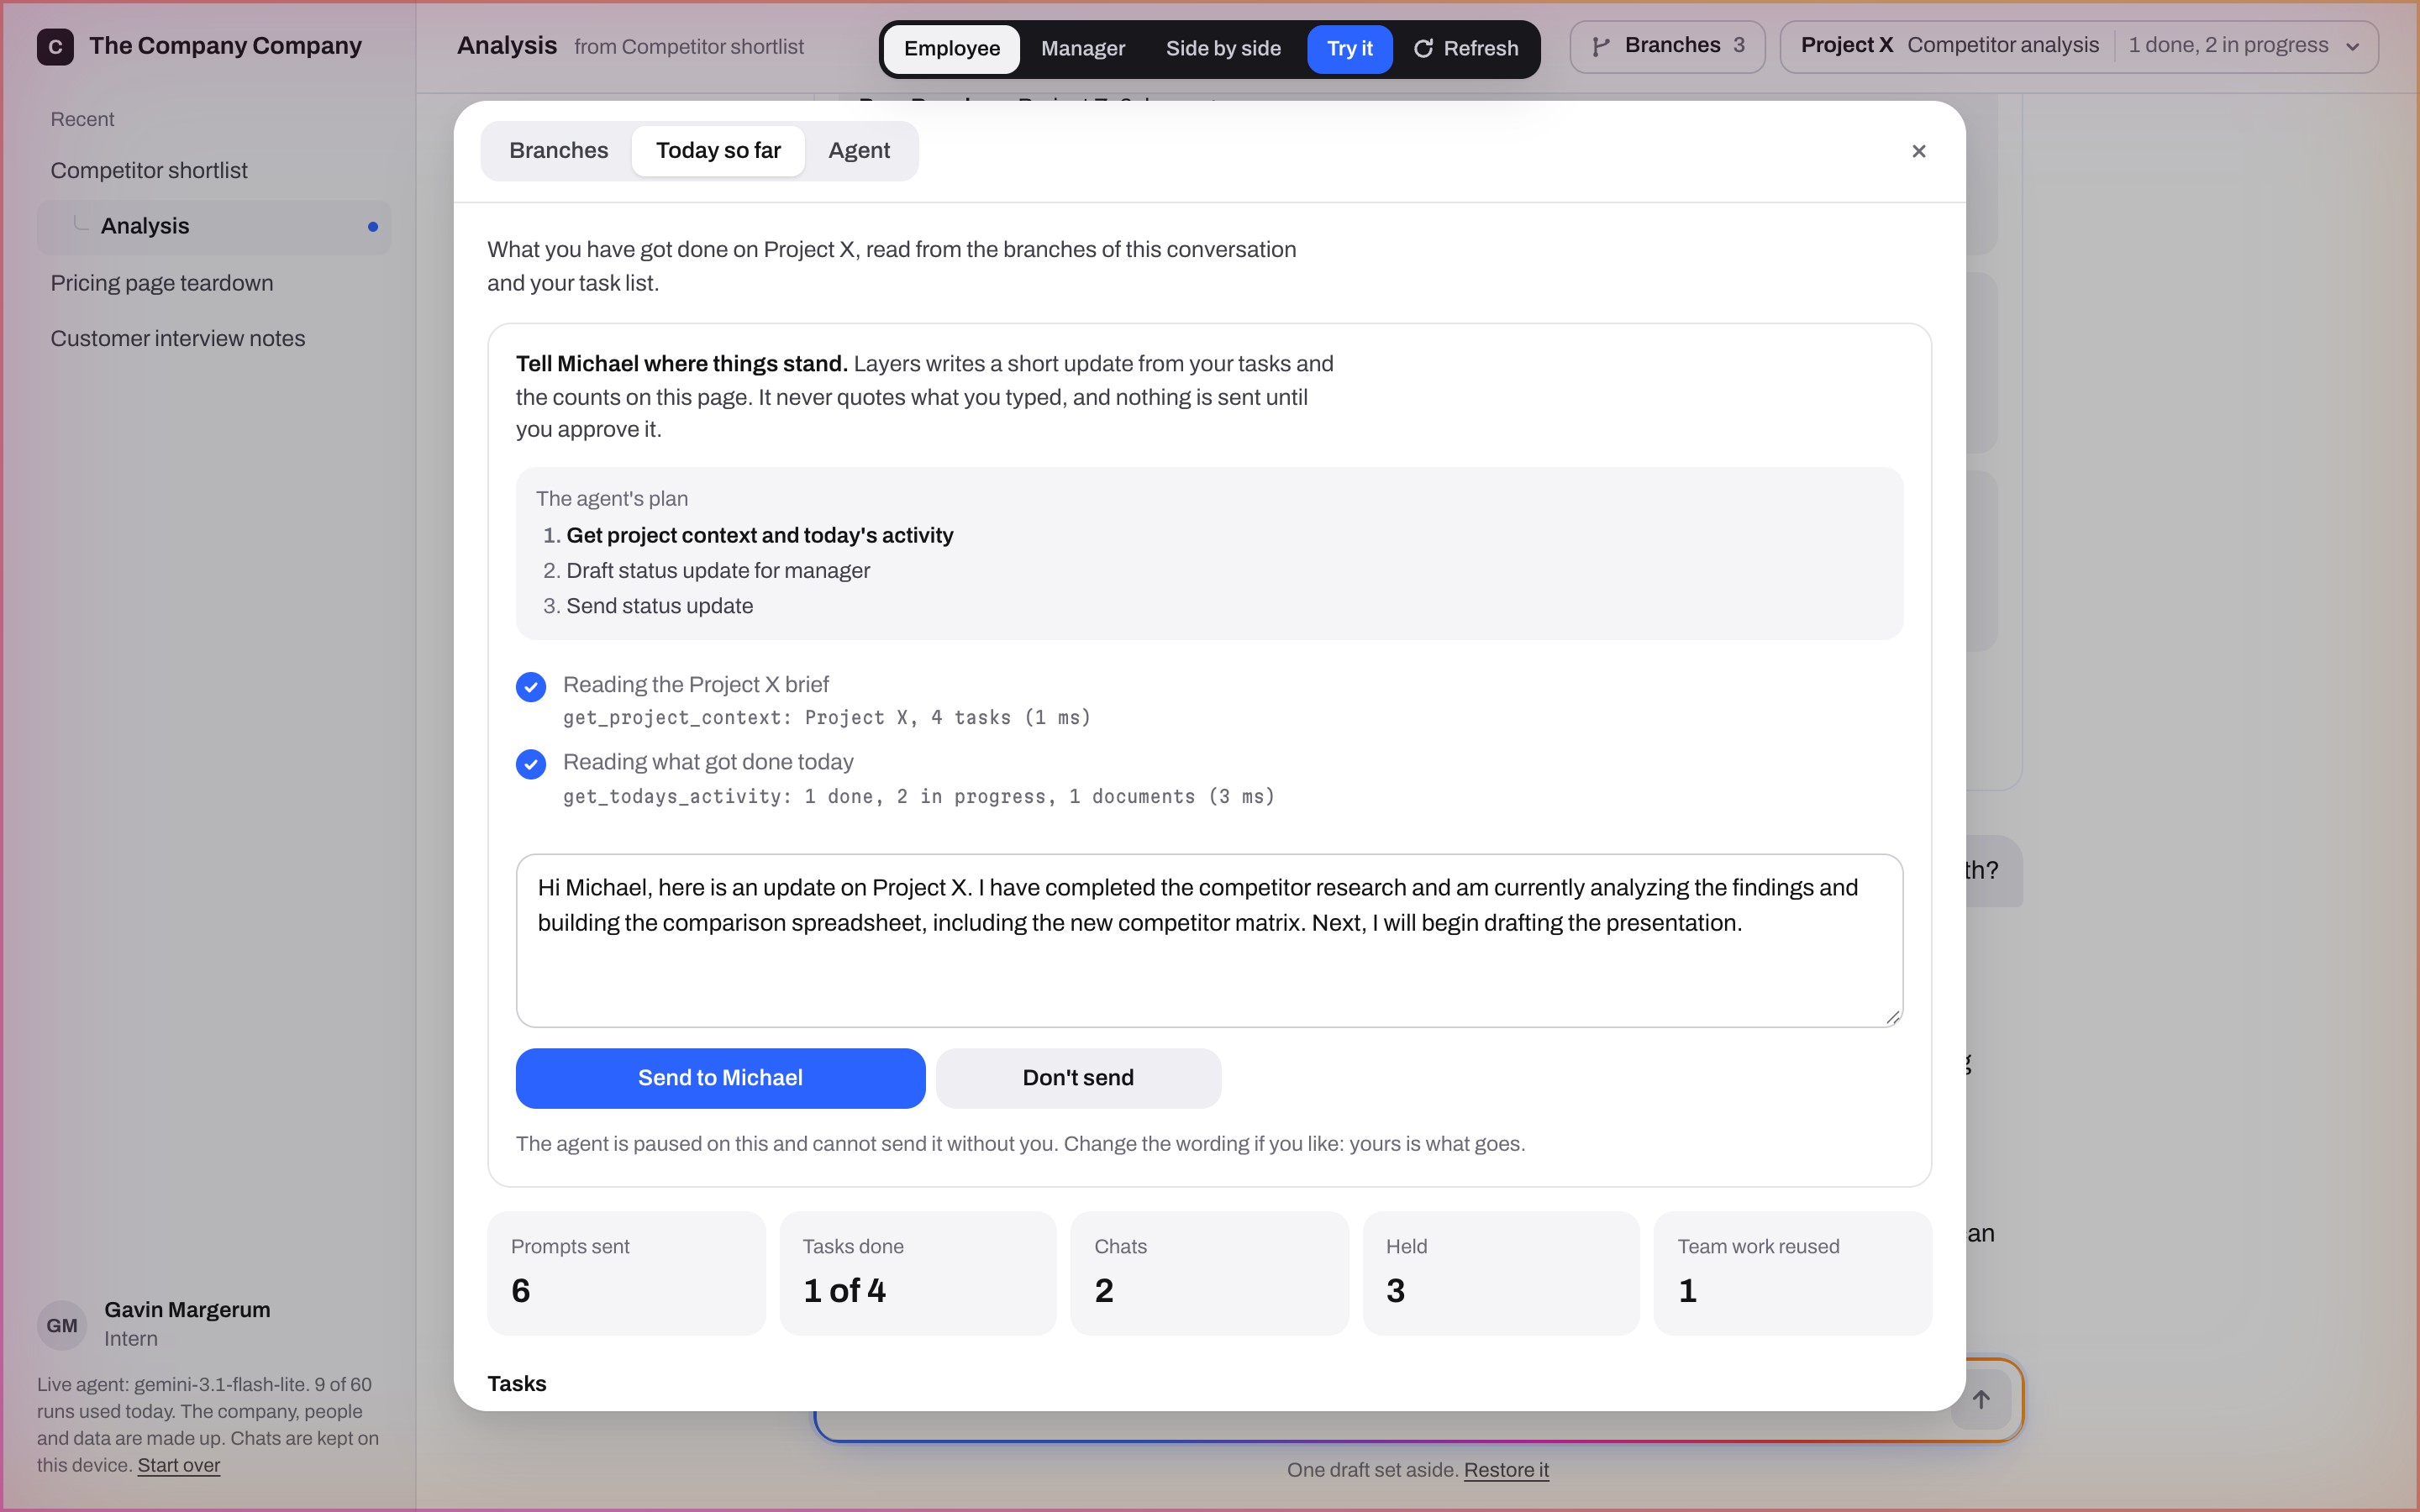 C The Company Company
Recent
Competitor shortlist
Analysis
Pricing page teardown
Customer interview notes
GM Gavin Margerum
Intern
Live agent: gemini-3.1-flash-lite. 9 of 60
runs used today. The company, people
and data are made up. Chats are kept on
this device. Start over
Analysis from Competitor shortlist
Employee Manager Side by side Try it Refresh
Branches 3
Project X Competitor analysis 1 done, 2 in progress
Branches Today so far Agent
What you have got done on Project X, read from the branches of this conversation
and your task list.
Tell Michael where things stand. Layers writes a short update from your tasks and
the counts on this page. It never quotes what you typed, and nothing is sent until
you approve it.
The agent's plan
1. Get project context and today's activity
2. Draft status update for manager
3. Send status update
Reading the Project X brief
get_project_context: Project X, 4 tasks (1 ms)
Reading what got done today
get_todays_activity: 1 done, 2 in progress, 1 documents (3 ms)
Hi Michael, here is an update on Project X. I have completed the competitor research and am currently analyzing the findings and
building the comparison spreadsheet, including the new competitor matrix. Next, I will begin drafting the presentation.
Send to Michael Don't send
The agent is paused on this and cannot send it without you. Change the wording if you like: yours is what goes.
Prompts sent
6
Tasks done
1 of 4
Chats
2
Held
3
Team work reused
1
Tasks
th?
an
One draft set aside. Restore it